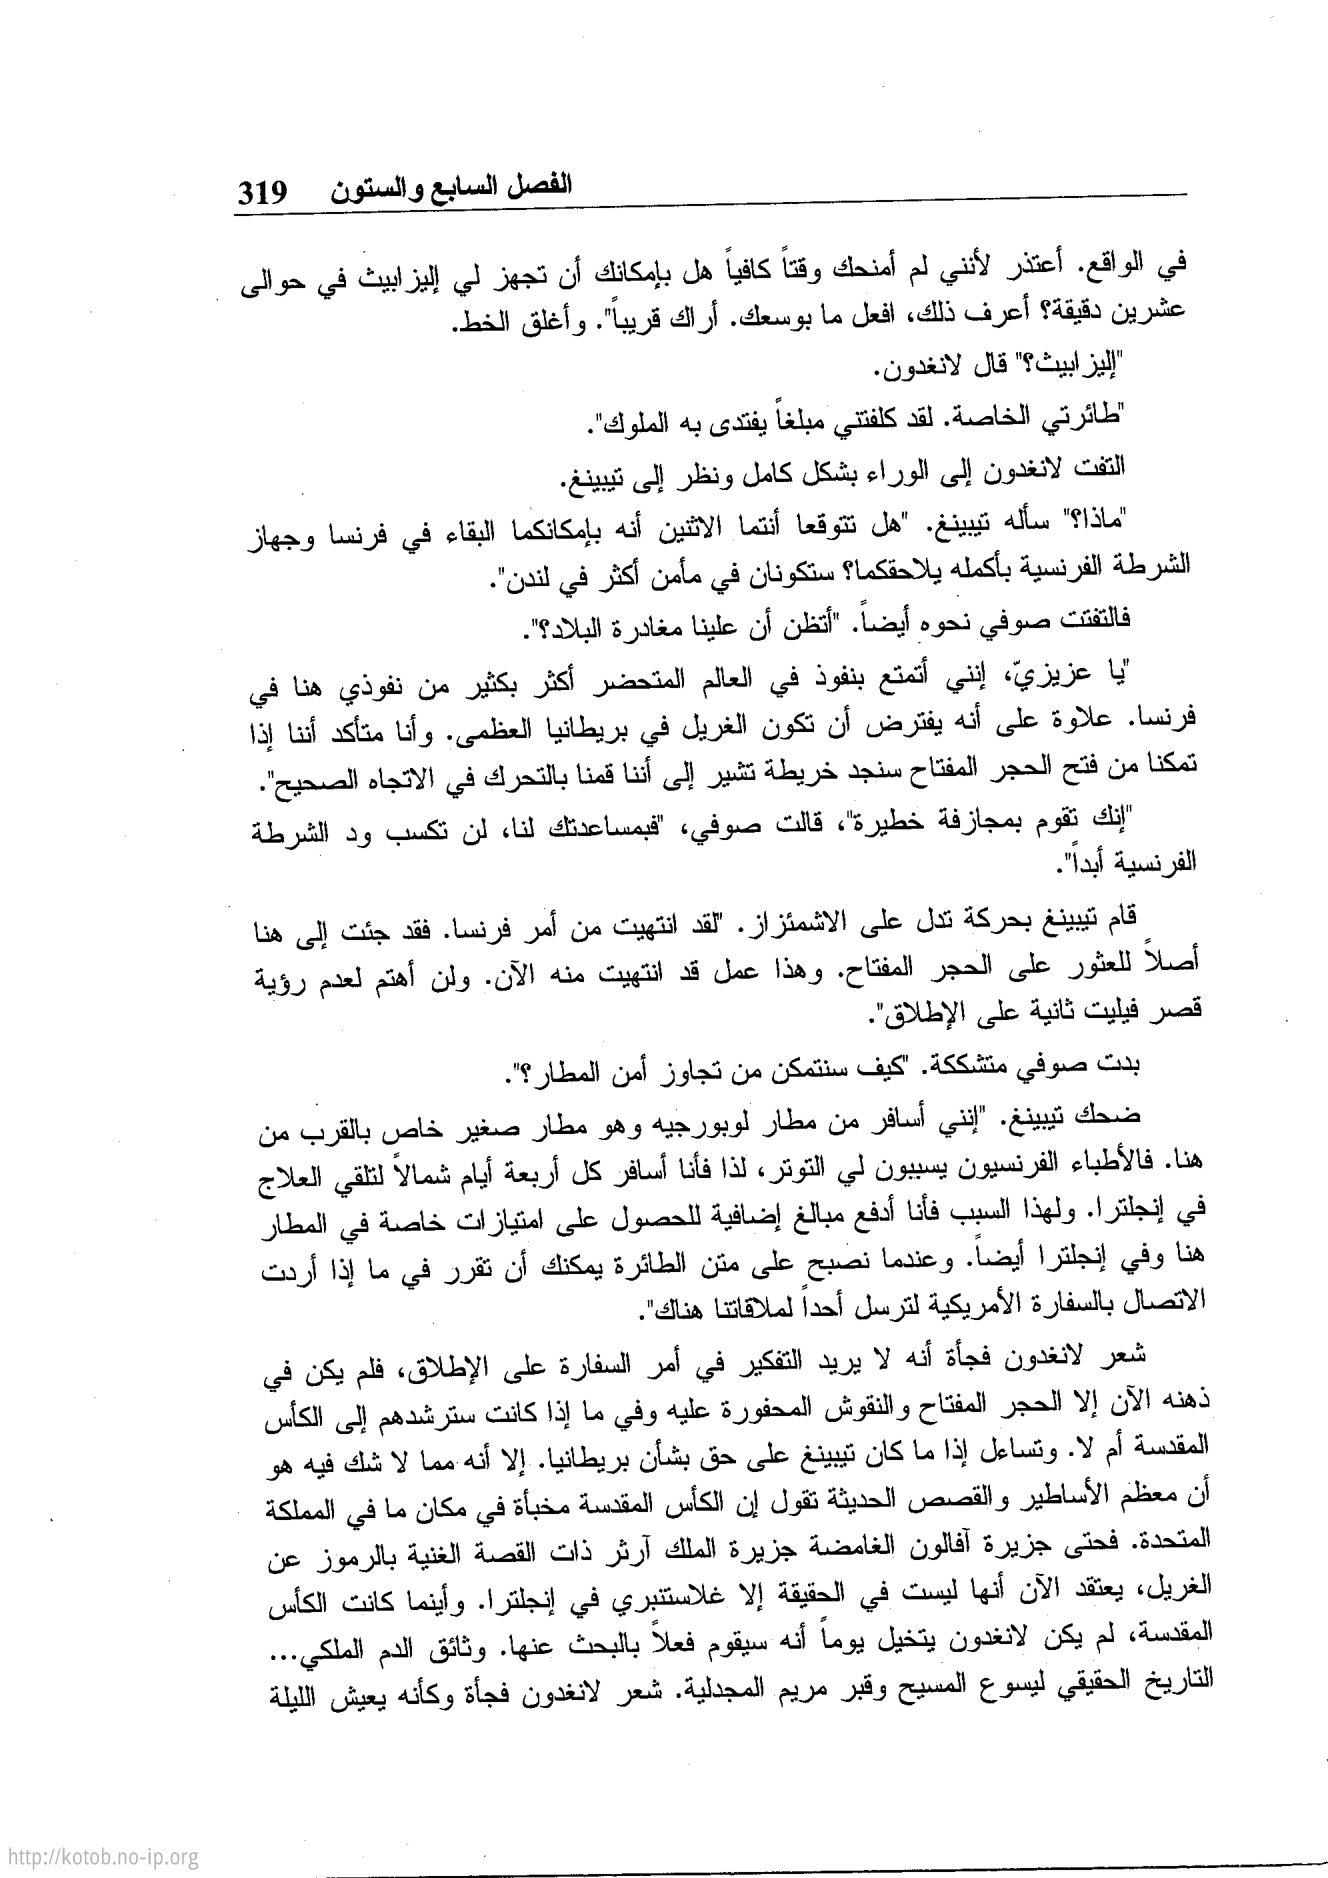 الفصل السابع والستون 319
في الواقع. أعتذر لأنني لم أمنحك وقتاً كافياً هل بإمكانك أن تجهز لي إليزابيث في حوالى
عشرين دقيقة؟ أعرف ذلك، افعل ما بوسعك. أراك قريباً". وأغلق الخط.
"إليزابيث؟" قال لانغدون.
"طائرتي الخاصة. لقد كلفتني مبلغاً يفتدى به الملوك".
التفت لانغدون إلى الوراء بشكل كامل ونظر إلى تيبينغ.
"ماذا؟" سأله تيبينغ. "هل تتوقعا أنتما الاثنين أنه بإمكانكما البقاء في فرنسا وجهاز
الشرطة الفرنسية بأكمله يلاحقكما؟ ستكونان في مأمن أكثر في لندن".
فالتفتت صوفي نحوه أيضاً. "أتظن أن علينا مغادرة البلاد؟".
"يا عزيزيّ، إنني أتمتع بنفوذ في العالم المتحضر أكثر بكثير من نفوذي هنا في
فرنسا. علاوة على أنه يفترض أن تكون الغريل في بريطانيا العظمى. وأنا متأكد أننا إذا
تمكنا من فتح الحجر المفتاح سنجد خريطة تشير إلى أننا قمنا بالتحرك في الاتجاه الصحيح".
"إنك تقوم بمجازفة خطيرة"، قالت صوفي، "فبمساعدتك لنا، لن تكسب ود الشرطة
الفرنسية أبداً".
قام تيبينغ بحركة تدل على الاشمئزاز. "لقد انتهيت من أمر فرنسا. فقد جئت إلى هنا
أصلاً للعثور على الحجر المفتاح. وهذا عمل قد انتهيت منه الآن. ولن أهتم لعدم رؤية
قصر فيليت ثانية على الإطلاق".
بدت صوفي متشككة. "كيف سنتمكن من تجاوز أمن المطار؟".
ضحك تيبينغ. "إنني أسافر من مطار لوبورجيه وهو مطار صغير خاص بالقرب من
هنا. فالأطباء الفرنسيون يسببون لي التوتر، لذا فأنا أسافر كل أربعة أيام شمالاً لتلقي العلاج
في إنجلترا. ولهذا السبب فأنا أدفع مبالغ إضافية للحصول على امتيازات خاصة في المطار
هنا وفي إنجلترا أيضاً. وعندما نصبح على متن الطائرة يمكنك أن تقرر في ما إذا أردت
الاتصال بالسفارة الأمريكية لترسل أحداً لملاقاتنا هناك".
شعر لانغدون فجأة أنه لا يريد التفكير في أمر السفارة على الإطلاق، فلم يكن في
ذهنه الآن إلا الحجر المفتاح والنقوش المحفورة عليه وفي ما إذا كانت سترشدهم إلى الكأس
المقدسة أم لا. وتساءل إذا ما كان تيبينغ على حق بشأن بريطانيا. إلا أنه مما لا شك فيه هو
أن معظم الأساطير والقصص الحديثة تقول إن الكأس المقدسة مخبأة في مكان ما في المملكة
المتحدة. فحتى جزيرة آفالون الغامضة جزيرة الملك آرثر ذات القصة الغنية بالرموز عن
الغريل، يعتقد الآن أنها ليست في الحقيقة إلا غلاستنبري في إنجلترا. وأينما كانت الكأس
المقدسة، لم يكن لانغدون يتخيل يوماً أنه سيقوم فعلاً بالبحث عنها. وثائق الدم الملكي...
التاريخ الحقيقي ليسوع المسيح وقبر مريم المجدلية. شعر لانغدون فجأة وكأنه يعيش الليلة
http://kotob.no-ip.org